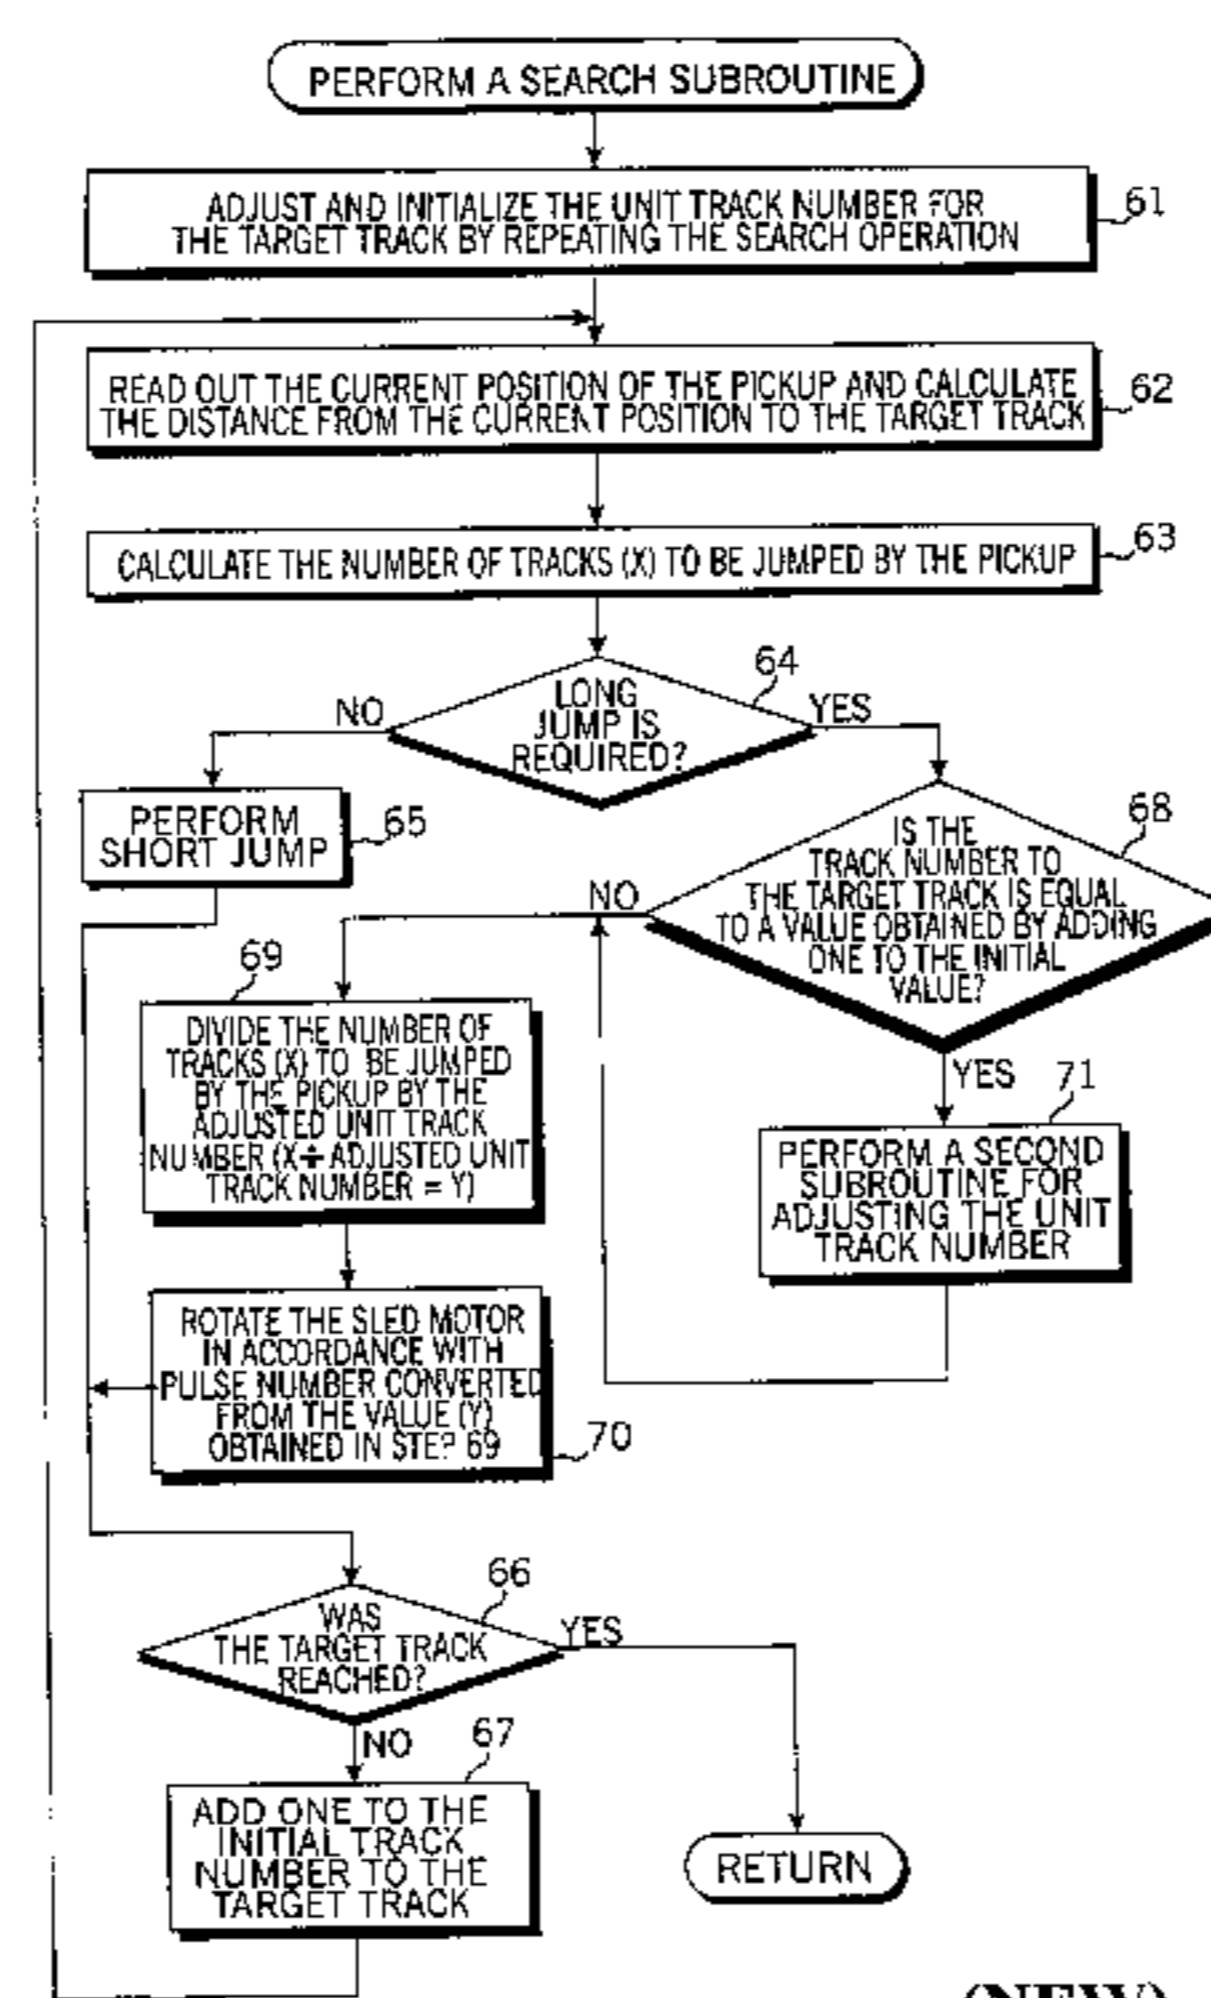 PERFORM A SEARCH SUBROUTINE
ADJUST AND INITIALIZE THE UNIT TRACK NUMBER FOR
THE TARGET TRACK BY REPEATING THE SEARCH OPERATION
61
READ OUT THE CURRENT POSITION OF THE PICKUP AND CALCULATE
THE DISTANCE FROM THE CURRENT POSITION TO THE TARGET TRACK
62
CALCULATE THE NUMBER OF TRACKS (X) TO BE JUMPED BY THE PICKUP
63
64
LONG
JUMP IS
REQUIRED?
NO
YES
PERFORM
SHORT JUMP
65
68
IS THE
TRACK NUMBER TO
THE TARGET TRACK IS EQUAL
TO A VALUE OBTAINED BY ADDING
ONE TO THE INITIAL
VALUE?
NO
YES
69
DIVIDE THE NUMBER OF
TRACKS (X) TO BE JUMPED
BY THE PICKUP BY THE
ADJUSTED UNIT TRACK
NUMBER (X÷ADJUSTED UNIT
TRACK NUMBER = Y)
71
PERFORM A SECOND
SUBROUTINE FOR
ADJUSTING THE UNIT
TRACK NUMBER
ROTATE THE SLED MOTOR
IN ACCORDANCE WITH
PULSE NUMBER CONVERTED
FROM THE VALUE (Y)
OBTAINED IN STEP 69
70
66
WAS
THE TARGET TRACK
REACHED?
YES
NO
67
ADD ONE TO THE
INITIAL TRACK
NUMBER TO THE
TARGET TRACK
RETURN
(NEW)